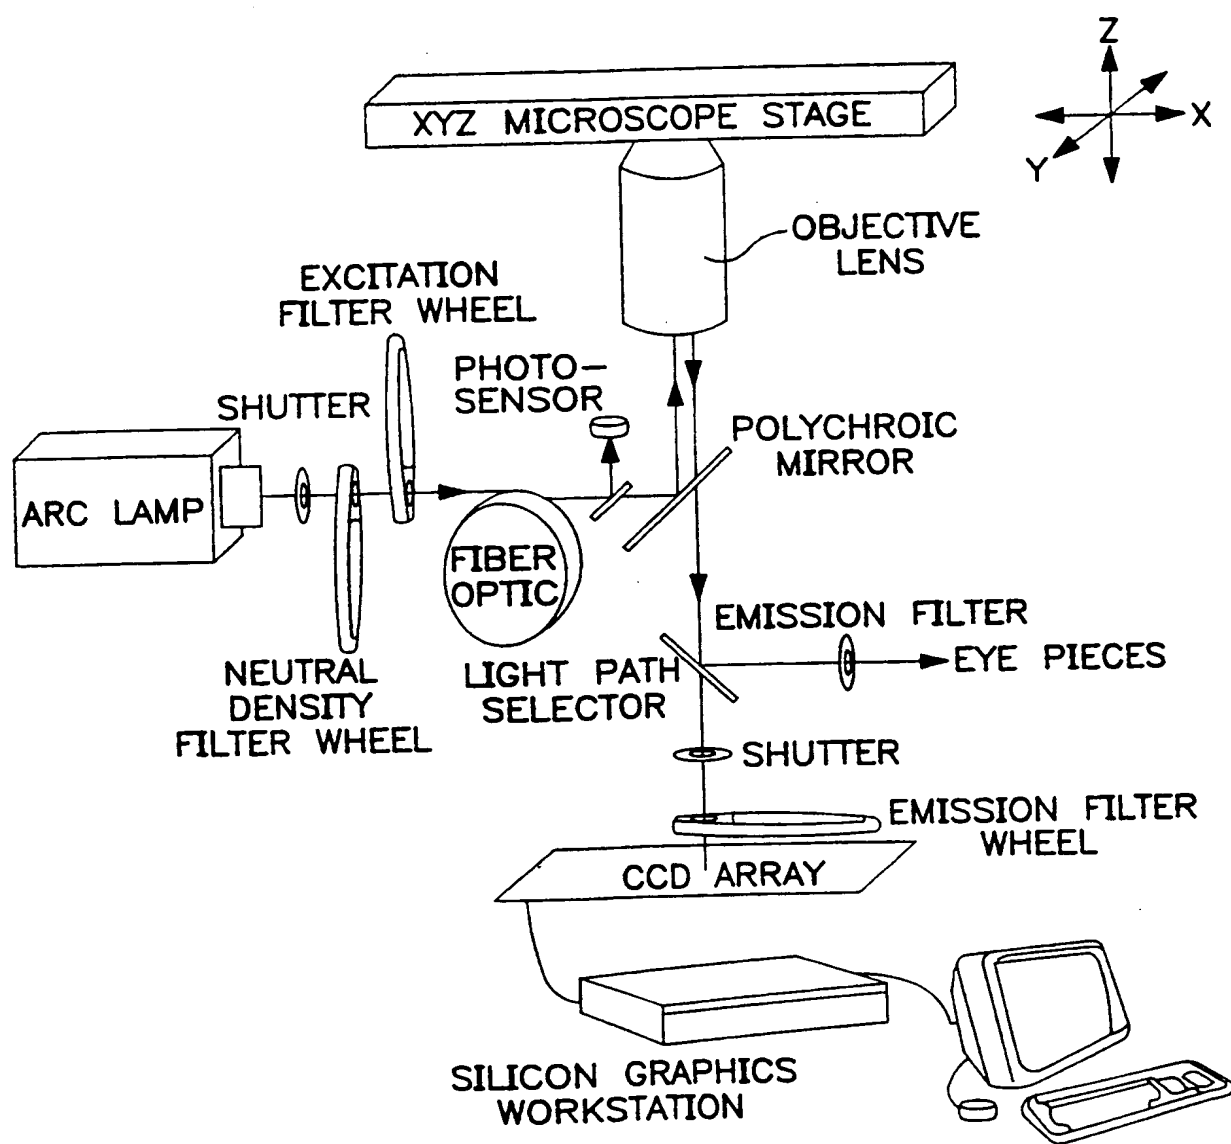 Z
XYZ MICROSCOPE STAGE
X
Y
OBJECTIVE
LENS
EXCITATION
FILTER WHEEL
PHOTO-
SENSOR
SHUTTER
POLYCHROIC
MIRROR
ARC LAMP
FIBER
OPTIC
EMISSION FILTER
EYE PIECES
NEUTRAL
DENSITY
FILTER WHEEL
LIGHT PATH
SELECTOR
SHUTTER
EMISSION FILTER
WHEEL
CCD ARRAY
SILICON GRAPHICS
WORKSTATION